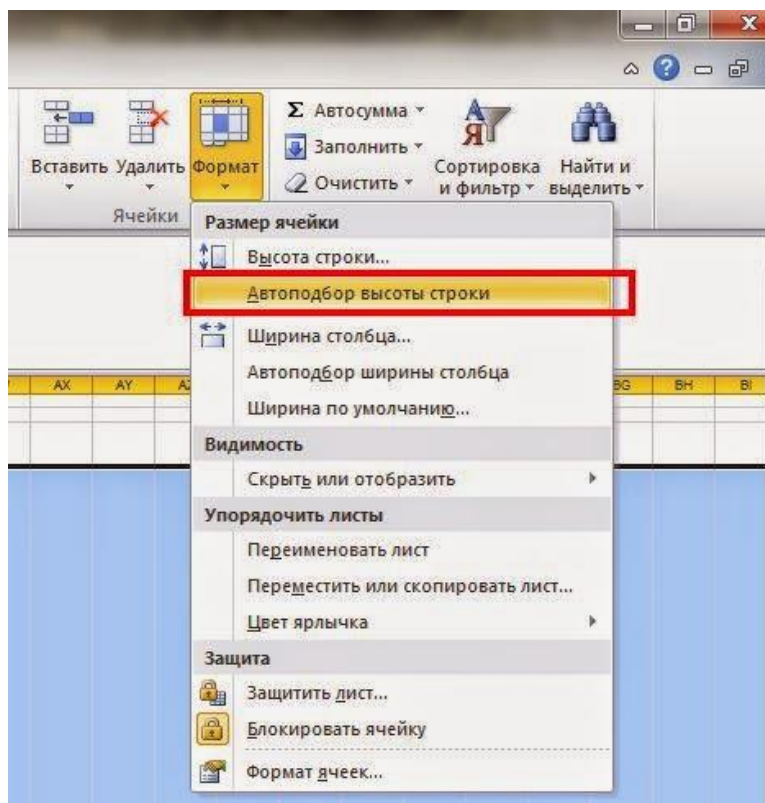 Σ Автосумма
Заполнить
Очистить
Вставить Удалить Формат
Сортировка и фильтр
Найти и выделить
Ячейки
Размер ячейки
Высота строки...
Автоподбор высоты строки
Ширина столбца...
Автоподбор ширины столбца
Ширина по умолчанию...
AX AY BG BH BI
Видимость
Скрыть или отобразить
Упорядочить листы
Переименовать лист
Переместить или скопировать лист...
Цвет ярлычка
Защита
Защитить лист...
Блокировать ячейку
Формат ячеек...